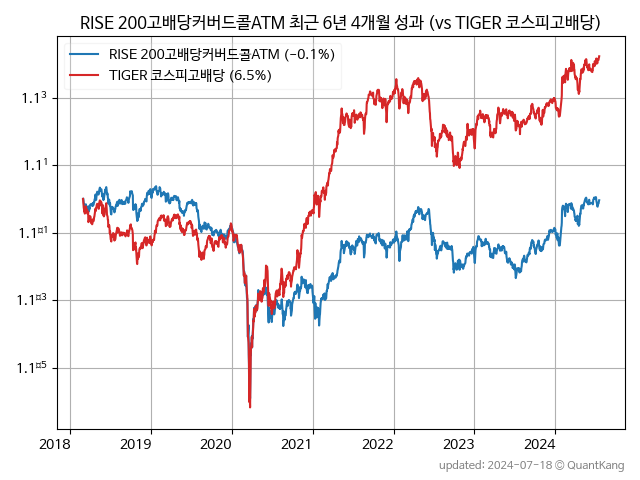 RISE 200고배당커버드콜ATM 최근 6년 4개월 성과 (vs TIGER 코스피고배당)
RISE 200고배당커버드콜ATM (-0.1%)
TIGER 코스피고배당 (6.5%)
1.1³
1.1¹
1.1¤¹
1.1¤³
1.1¤⁵
2018 2019 2020 2021 2022 2023 2024
updated: 2024-07-18 © QuantKang